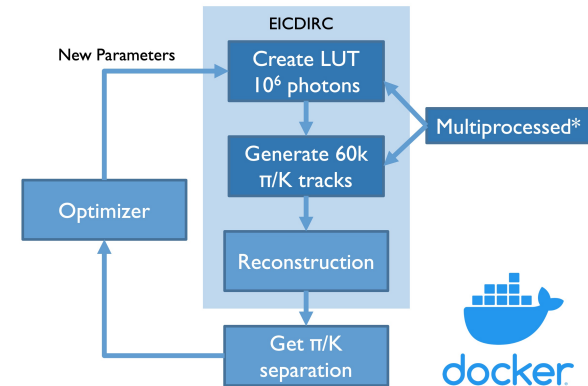 EICDIRC
New Parameters
Create LUT
10⁶ photons
Multiprocessed*
Generate 60k
π/K tracks
Optimizer
Reconstruction
Get π/K
separation
docker